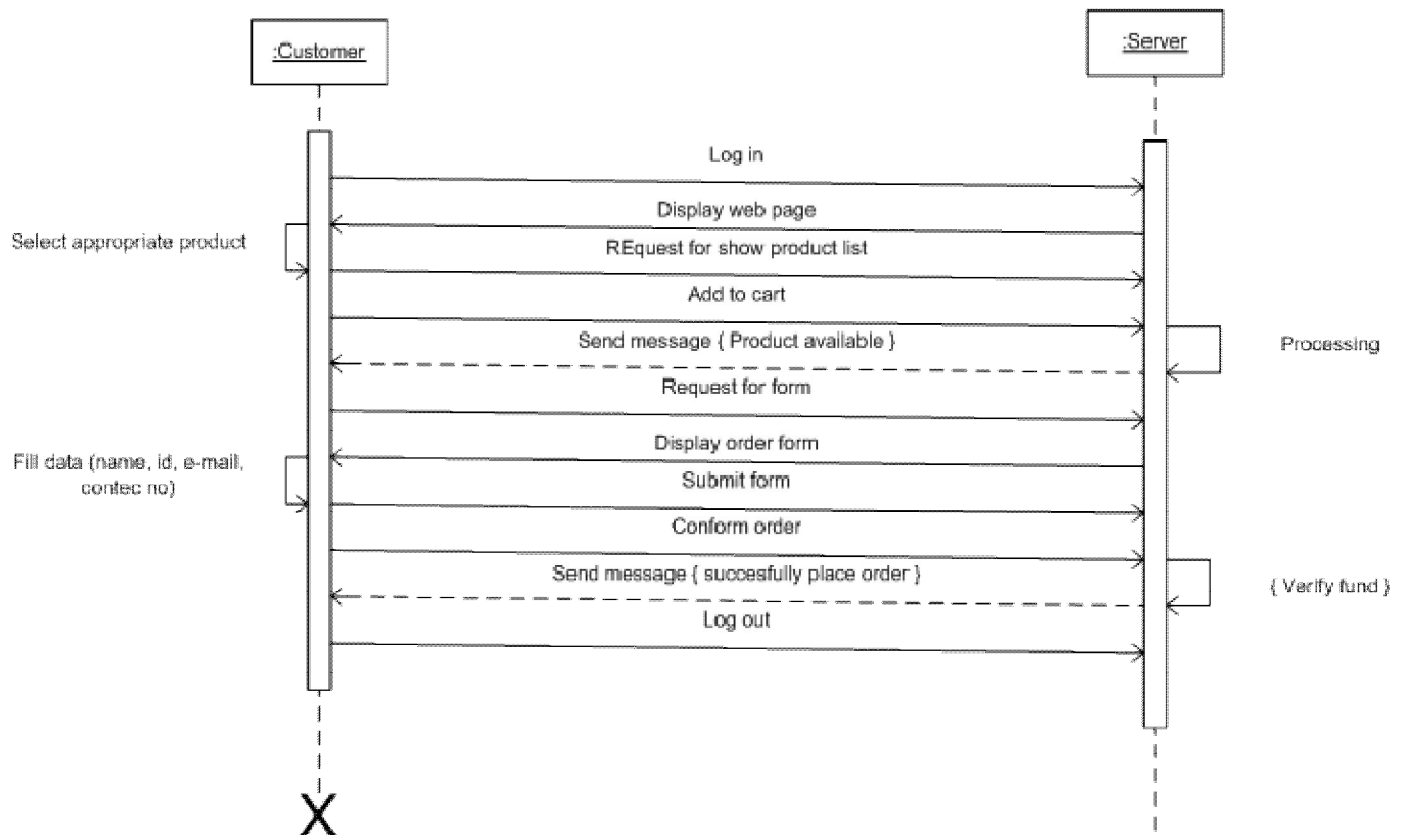 :Customer
:Server
Log in
Display web page
Select appropriate product
REquest for show product list
Add to cart
Send message { Product available }
Processing
Request for form
Display order form
Fill data (name, id, e-mail,
contec no)
Submit form
Conform order
Send message { succesfully place order }
{ Verify fund }
Log out
X